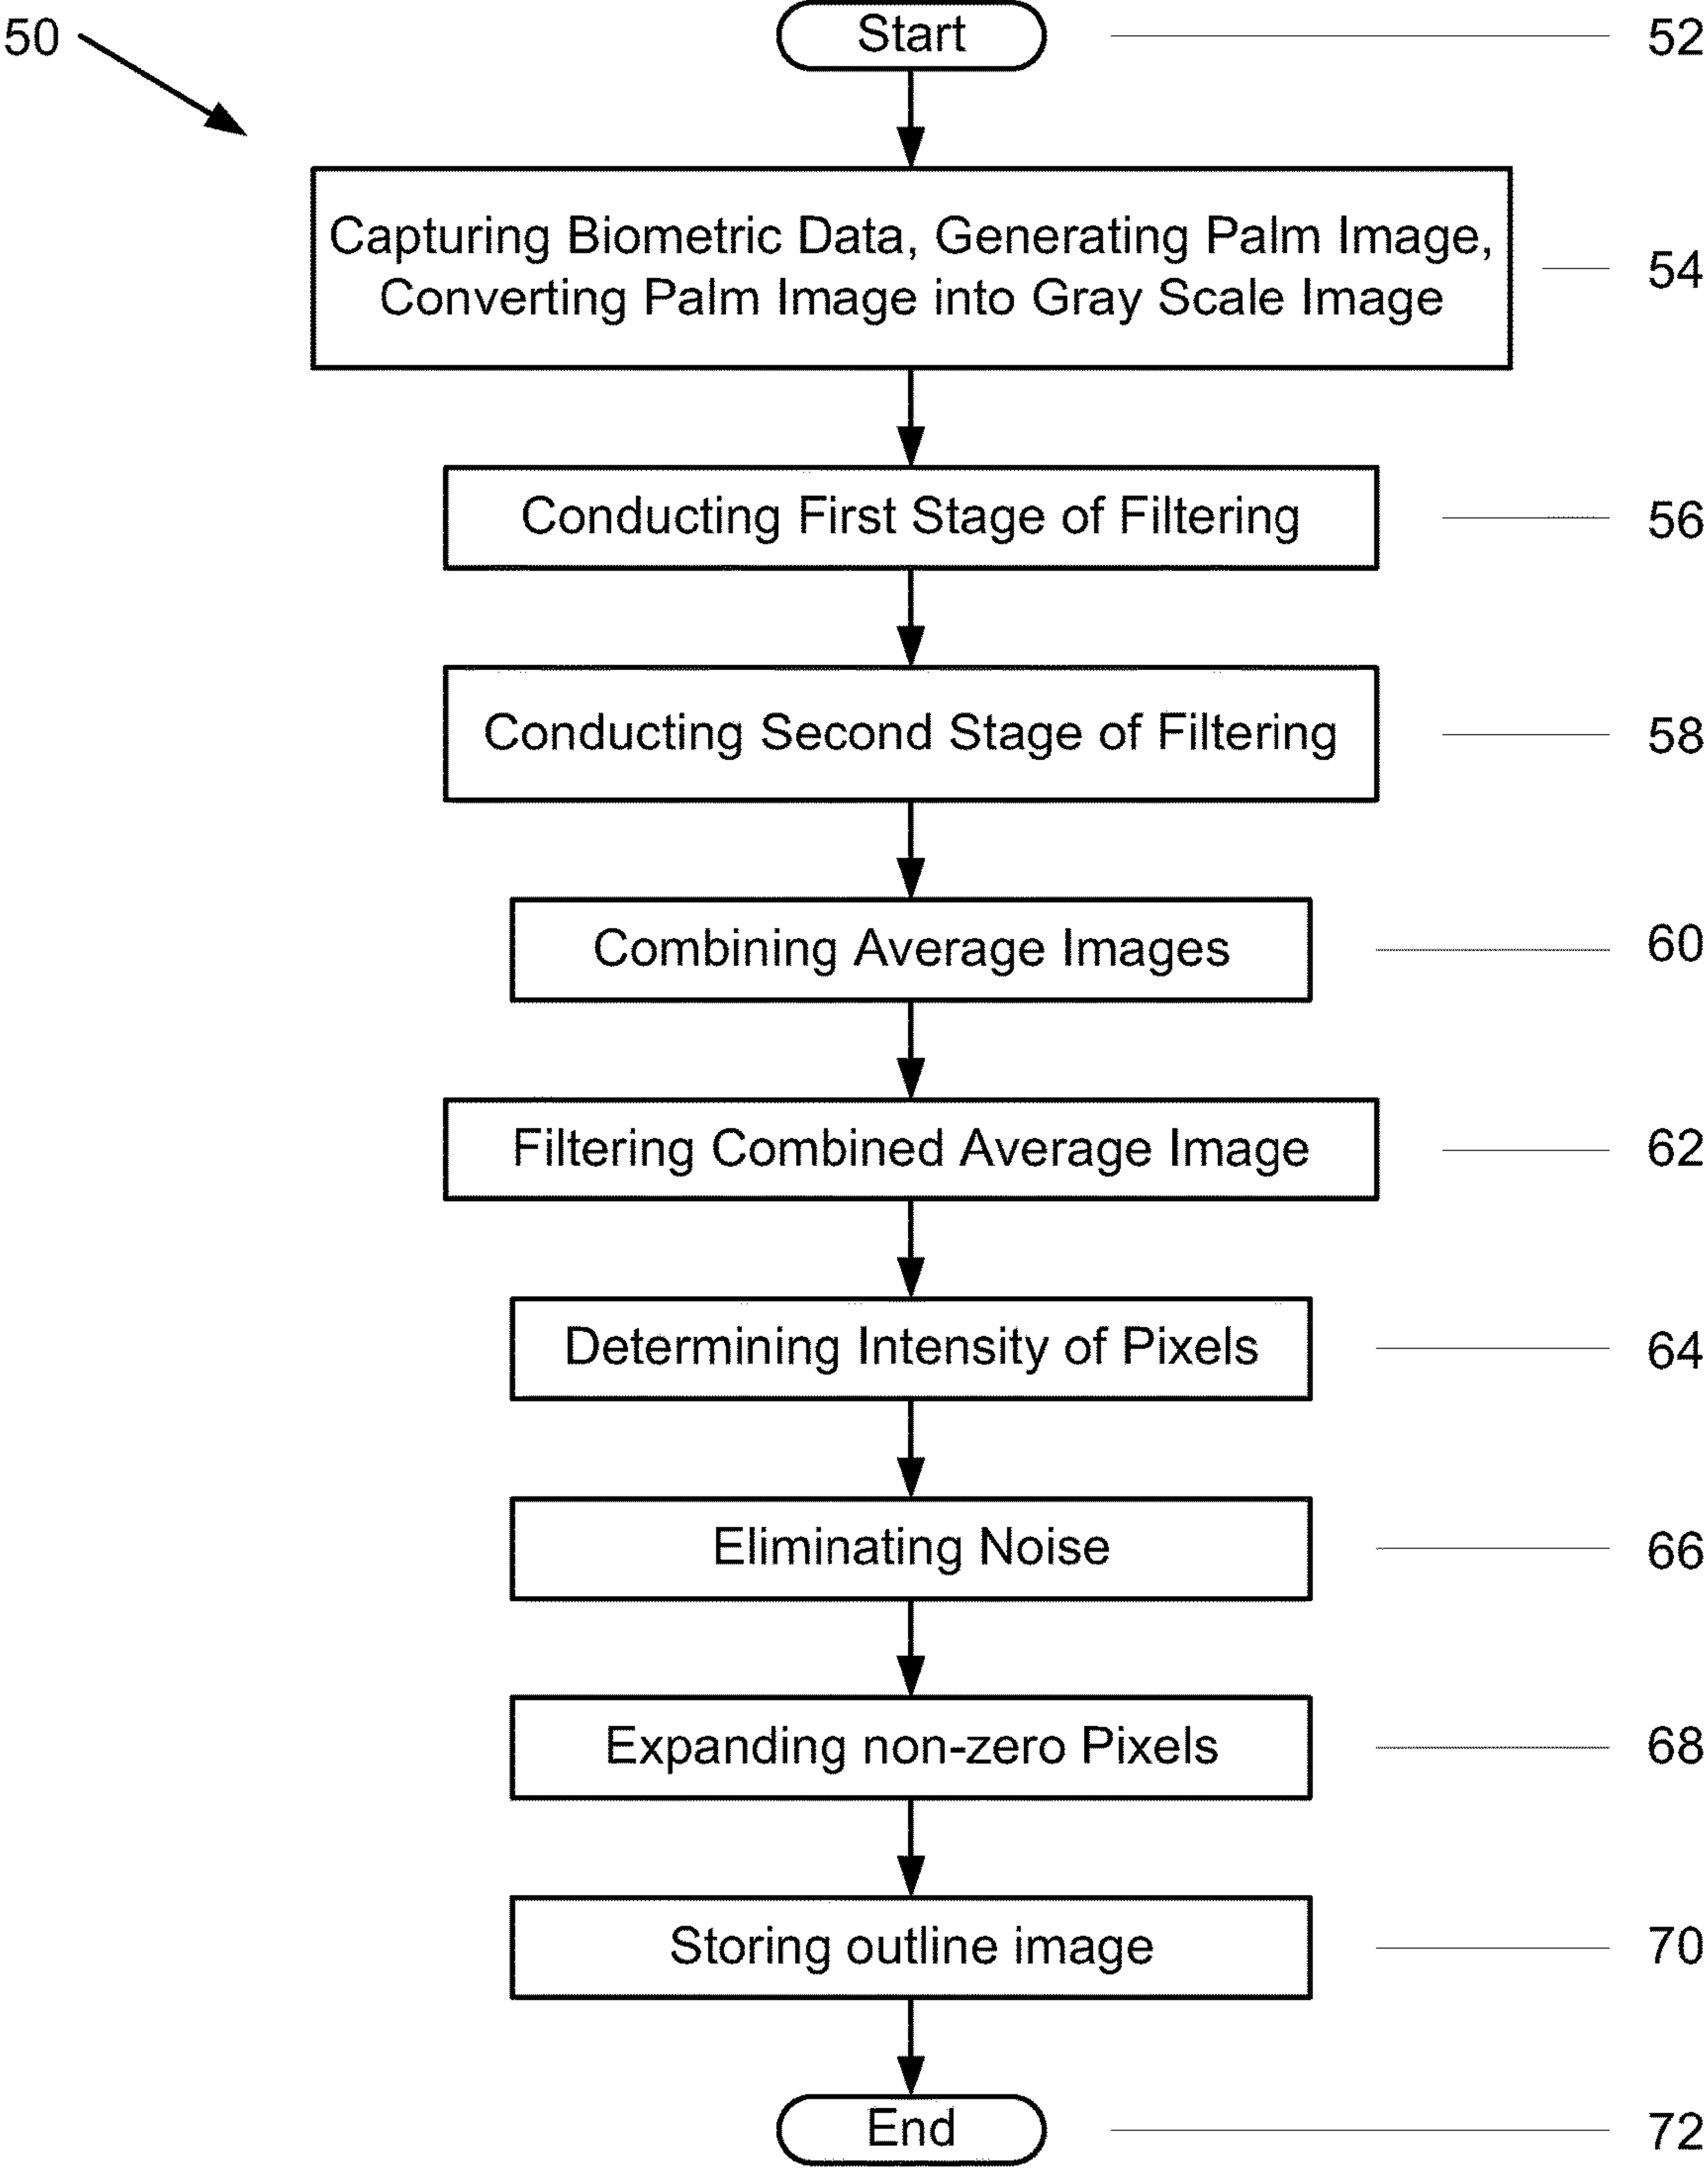 50
Start
52
Capturing Biometric Data, Generating Palm Image,
Converting Palm Image into Gray Scale Image
54
Conducting First Stage of Filtering
56
Conducting Second Stage of Filtering
58
Combining Average Images
60
Filtering Combined Average Image
62
Determining Intensity of Pixels
64
Eliminating Noise
66
Expanding non-zero Pixels
68
Storing outline image
70
End
72